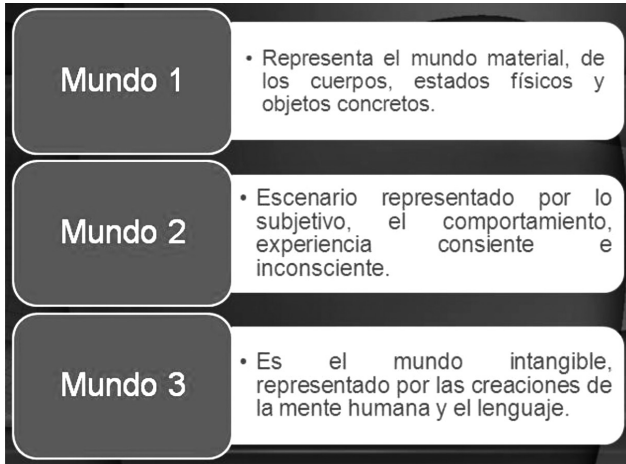 Mundo 1
• Representa el mundo material, de
los cuerpos, estados físicos y
objetos concretos.
Mundo 2
• Escenario representado por lo
subjetivo, el comportamiento,
experiencia consiente e
inconsciente.
Mundo 3
• Es el mundo intangible,
representado por las creaciones de
la mente humana y el lenguaje.